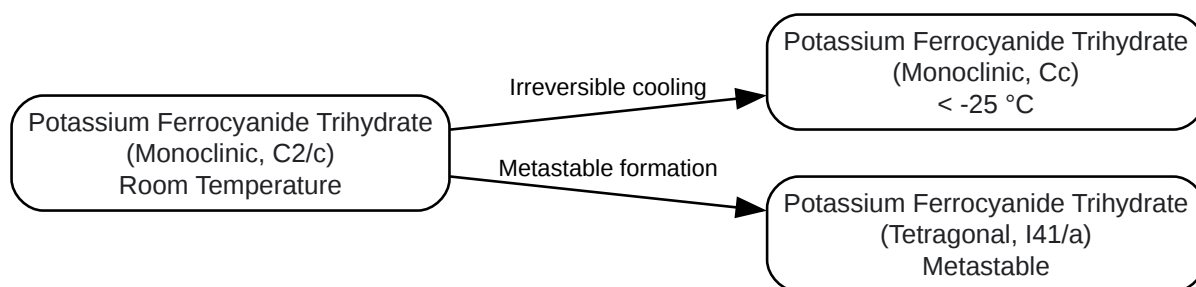 Potassium Ferrocyanide Trihydrate
(Monoclinic, C2/c)
Room Temperature
Irreversible cooling
Metastable formation
Potassium Ferrocyanide Trihydrate
(Monoclinic, Cc)
< -25 °C
Potassium Ferrocyanide Trihydrate
(Tetragonal, I41/a)
Metastable